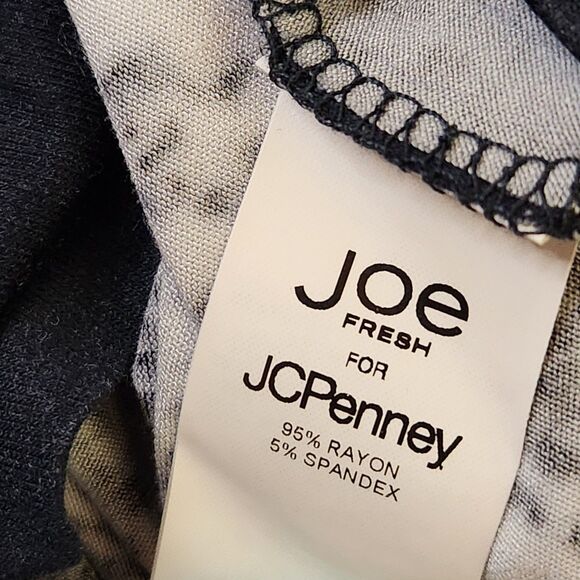 Joe
FRESH
FOR
JCPenney
95% RAYON
5% SPANDEX